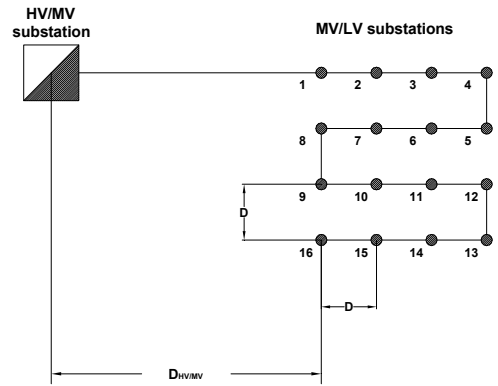 HV/MV
substation
MV/LV substations
1 2 3 4
8 7 6 5
9 10 11 12
D
16 15 14 13
D
DHV/MV